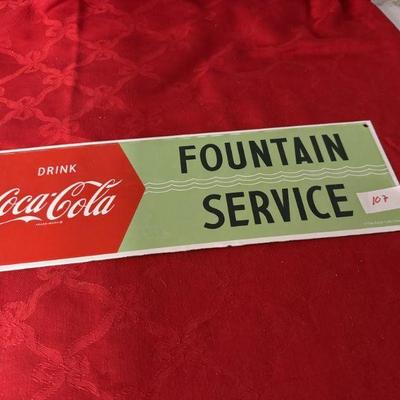 DRINK
Coca-Cola
FOUNTAIN
SERVICE
107